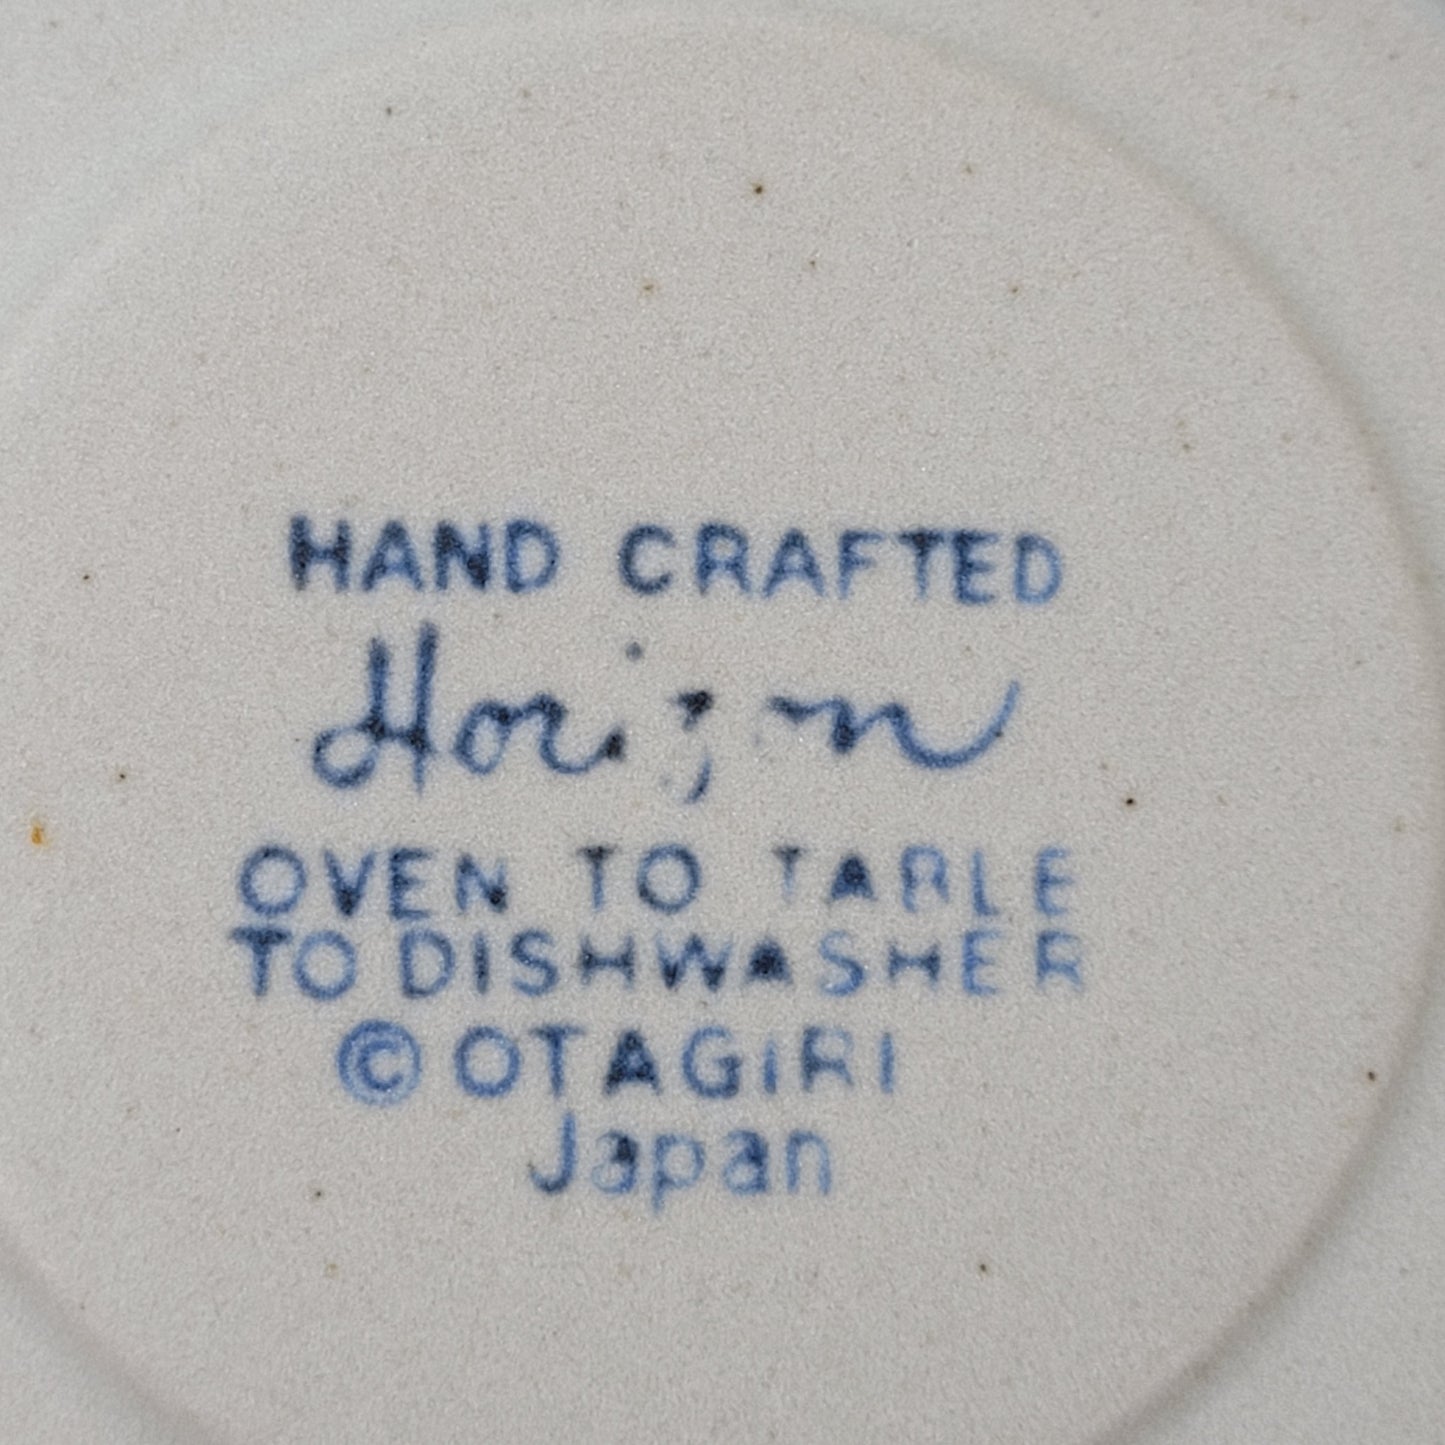 HAND CRAFTED
Horizon
OVEN TO TABLE
TO DISHWASHER
© OTAGIRI
Japan